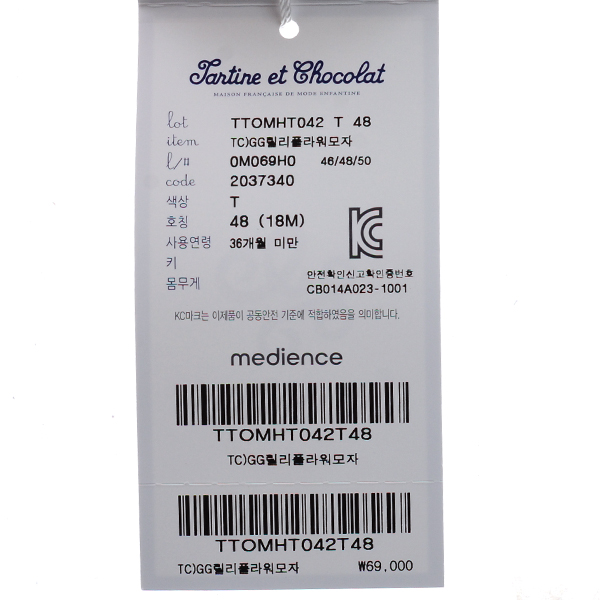 Tartine et Chocolat
MAISON FRANÇAISE DE MODE ENFANTINE
lot TTOMHT042 T 48
item TC)GG릴리플라워모자
l/# 0M069H0 46/48/50
code 2037340
색상 T
호칭 48 (18M)
사용연령 36개월 미만
키
몸무게
안전확인신고확인증번호
CB014A023-1001
KC마크는 이제품이 공통안전 기준에 적합하였음을 의미합니다.
medience
TTOMHT042T48
TC)GG릴리플라워모자
TTOMHT042T48
TC)GG릴리플라워모자 ₩69,000